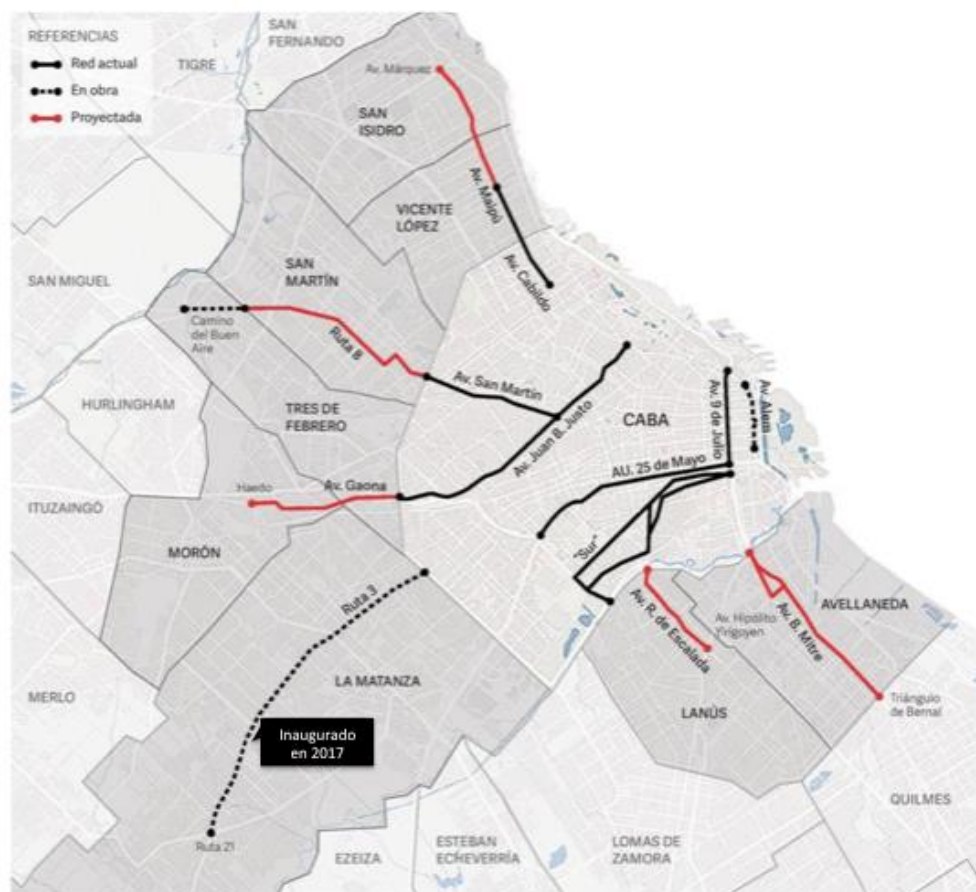 REFERENCIAS
Red actual
En obra
Proyectada
SAN
FERNANDO
TIGRE
Av. Márquez
SAN
ISIDRO
Av. Maipú
VICENTE
LÓPEZ
Av. Cabildo
SAN MIGUEL
SAN
MARTÍN
Camino
del Buen
Aire
Ruta 8
Av. San Martín
HURLINGHAM
TRES DE
FEBRERO
Av. Juan B. Justo
CABA
Av. 9 de Julio
Av. Alem
AU. 25 de Mayo
Haedo
Av. Gaona
ITUZAINGÓ
MORÓN
"Sur"
Ruta 3
Av. R. de Escalada
Av. Hipólito
Yirigoyen
Av. B. Mitre
AVELLANEDA
MERLO
LA MATANZA
LANÚS
Triángulo
de Bernal
Inaugurado
en 2017
QUILMES
Ruta 21
EZEIZA
ESTEBAN
ECHEVERRÍA
LOMAS DE
ZAMORA